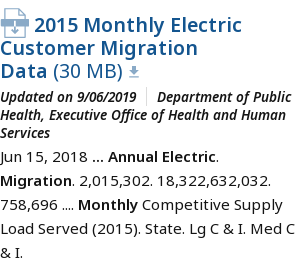 2015 Monthly Electric
Customer Migration
Data (30 MB)
Updated on 9/06/2019 Department of Public
Health, Executive Office of Health and Human
Services
Jun 15, 2018 ... Annual Electric.
Migration. 2,015,302. 18,322,632,032.
758,696 .... Monthly Competitive Supply
Load Served (2015). State. Lg C & I. Med C
& I.